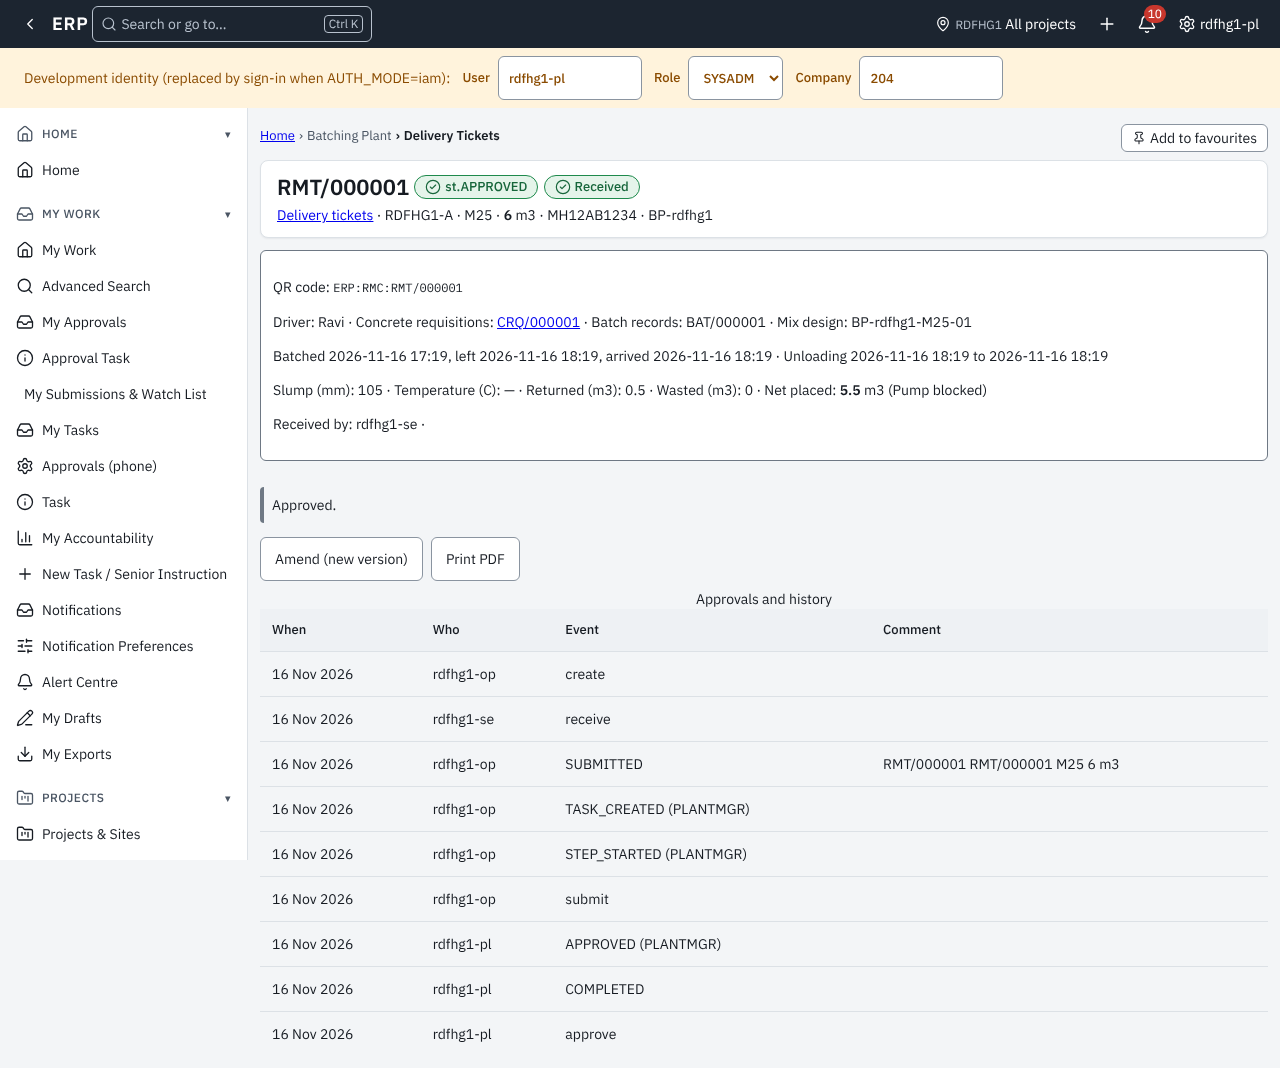 ERP
Search or go to...
Ctrl K
RDFHG1 All projects
10
rdfhg1-pl
Development identity (replaced by sign-in when AUTH_MODE=iam):
User
rdfhg1-pl
Role
SYSADM
Company
204
HOME
Home
MY WORK
My Work
Advanced Search
My Approvals
Approval Task
My Submissions & Watch List
My Tasks
Approvals (phone)
Task
My Accountability
New Task / Senior Instruction
Notifications
Notification Preferences
Alert Centre
My Drafts
My Exports
PROJECTS
Projects & Sites
Home › Batching Plant › Delivery Tickets
Add to favourites
RMT/000001 st.APPROVED Received
Delivery tickets · RDFHG1-A · M25 · 6 m3 · MH12AB1234 · BP-rdfhg1
QR code: ERP:RMC:RMT/000001
Driver: Ravi · Concrete requisitions: CRQ/000001 · Batch records: BAT/000001 · Mix design: BP-rdfhg1-M25-01
Batched 2026-11-16 17:19, left 2026-11-16 18:19, arrived 2026-11-16 18:19 · Unloading 2026-11-16 18:19 to 2026-11-16 18:19
Slump (mm): 105 · Temperature (C): — · Returned (m3): 0.5 · Wasted (m3): 0 · Net placed: 5.5 m3 (Pump blocked)
Received by: rdfhg1-se ·
Approved.
Amend (new version)
Print PDF
Approvals and history
When Who Event Comment
16 Nov 2026 rdfhg1-op create
16 Nov 2026 rdfhg1-se receive
16 Nov 2026 rdfhg1-op SUBMITTED RMT/000001 RMT/000001 M25 6 m3
16 Nov 2026 rdfhg1-op TASK_CREATED (PLANTMGR)
16 Nov 2026 rdfhg1-op STEP_STARTED (PLANTMGR)
16 Nov 2026 rdfhg1-op submit
16 Nov 2026 rdfhg1-pl APPROVED (PLANTMGR)
16 Nov 2026 rdfhg1-pl COMPLETED
16 Nov 2026 rdfhg1-pl approve